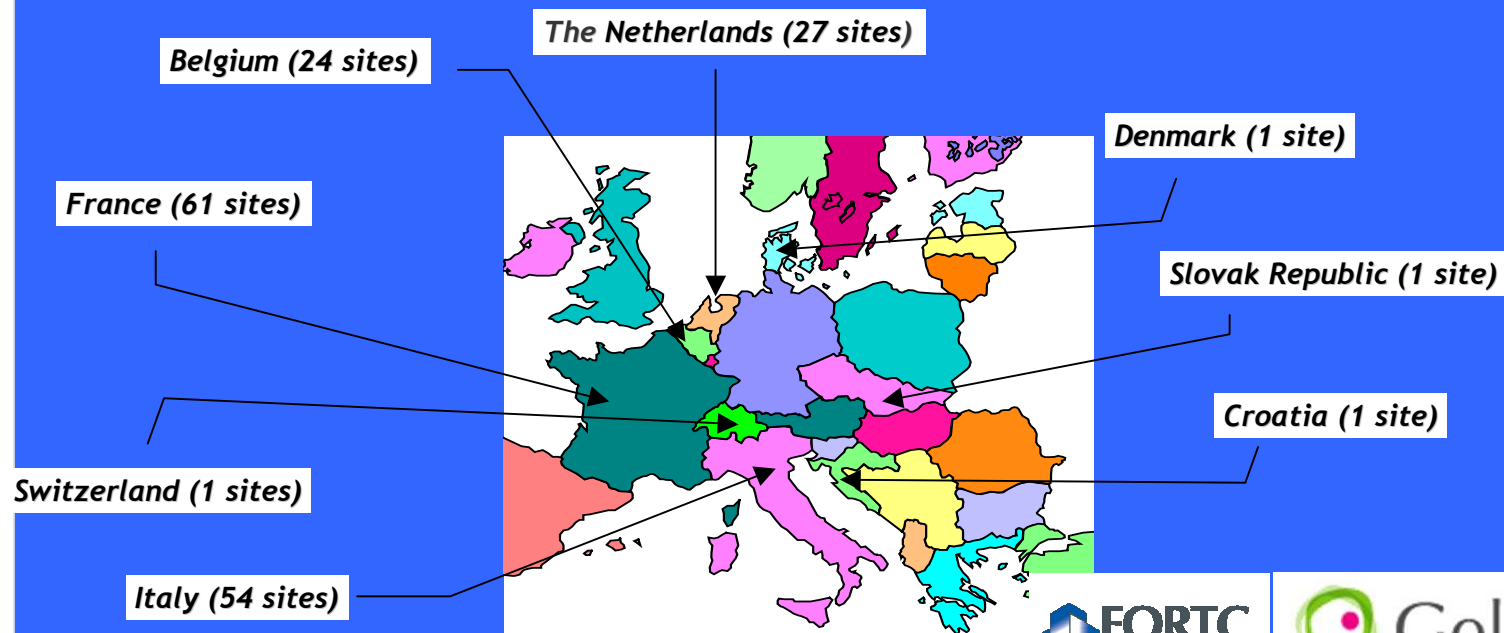 The Netherlands (27 sites)
Belgium (24 sites)
Denmark (1 site)
France (61 sites)
Slovak Republic (1 site)
Croatia (1 site)
Switzerland (1 sites)
Italy (54 sites)